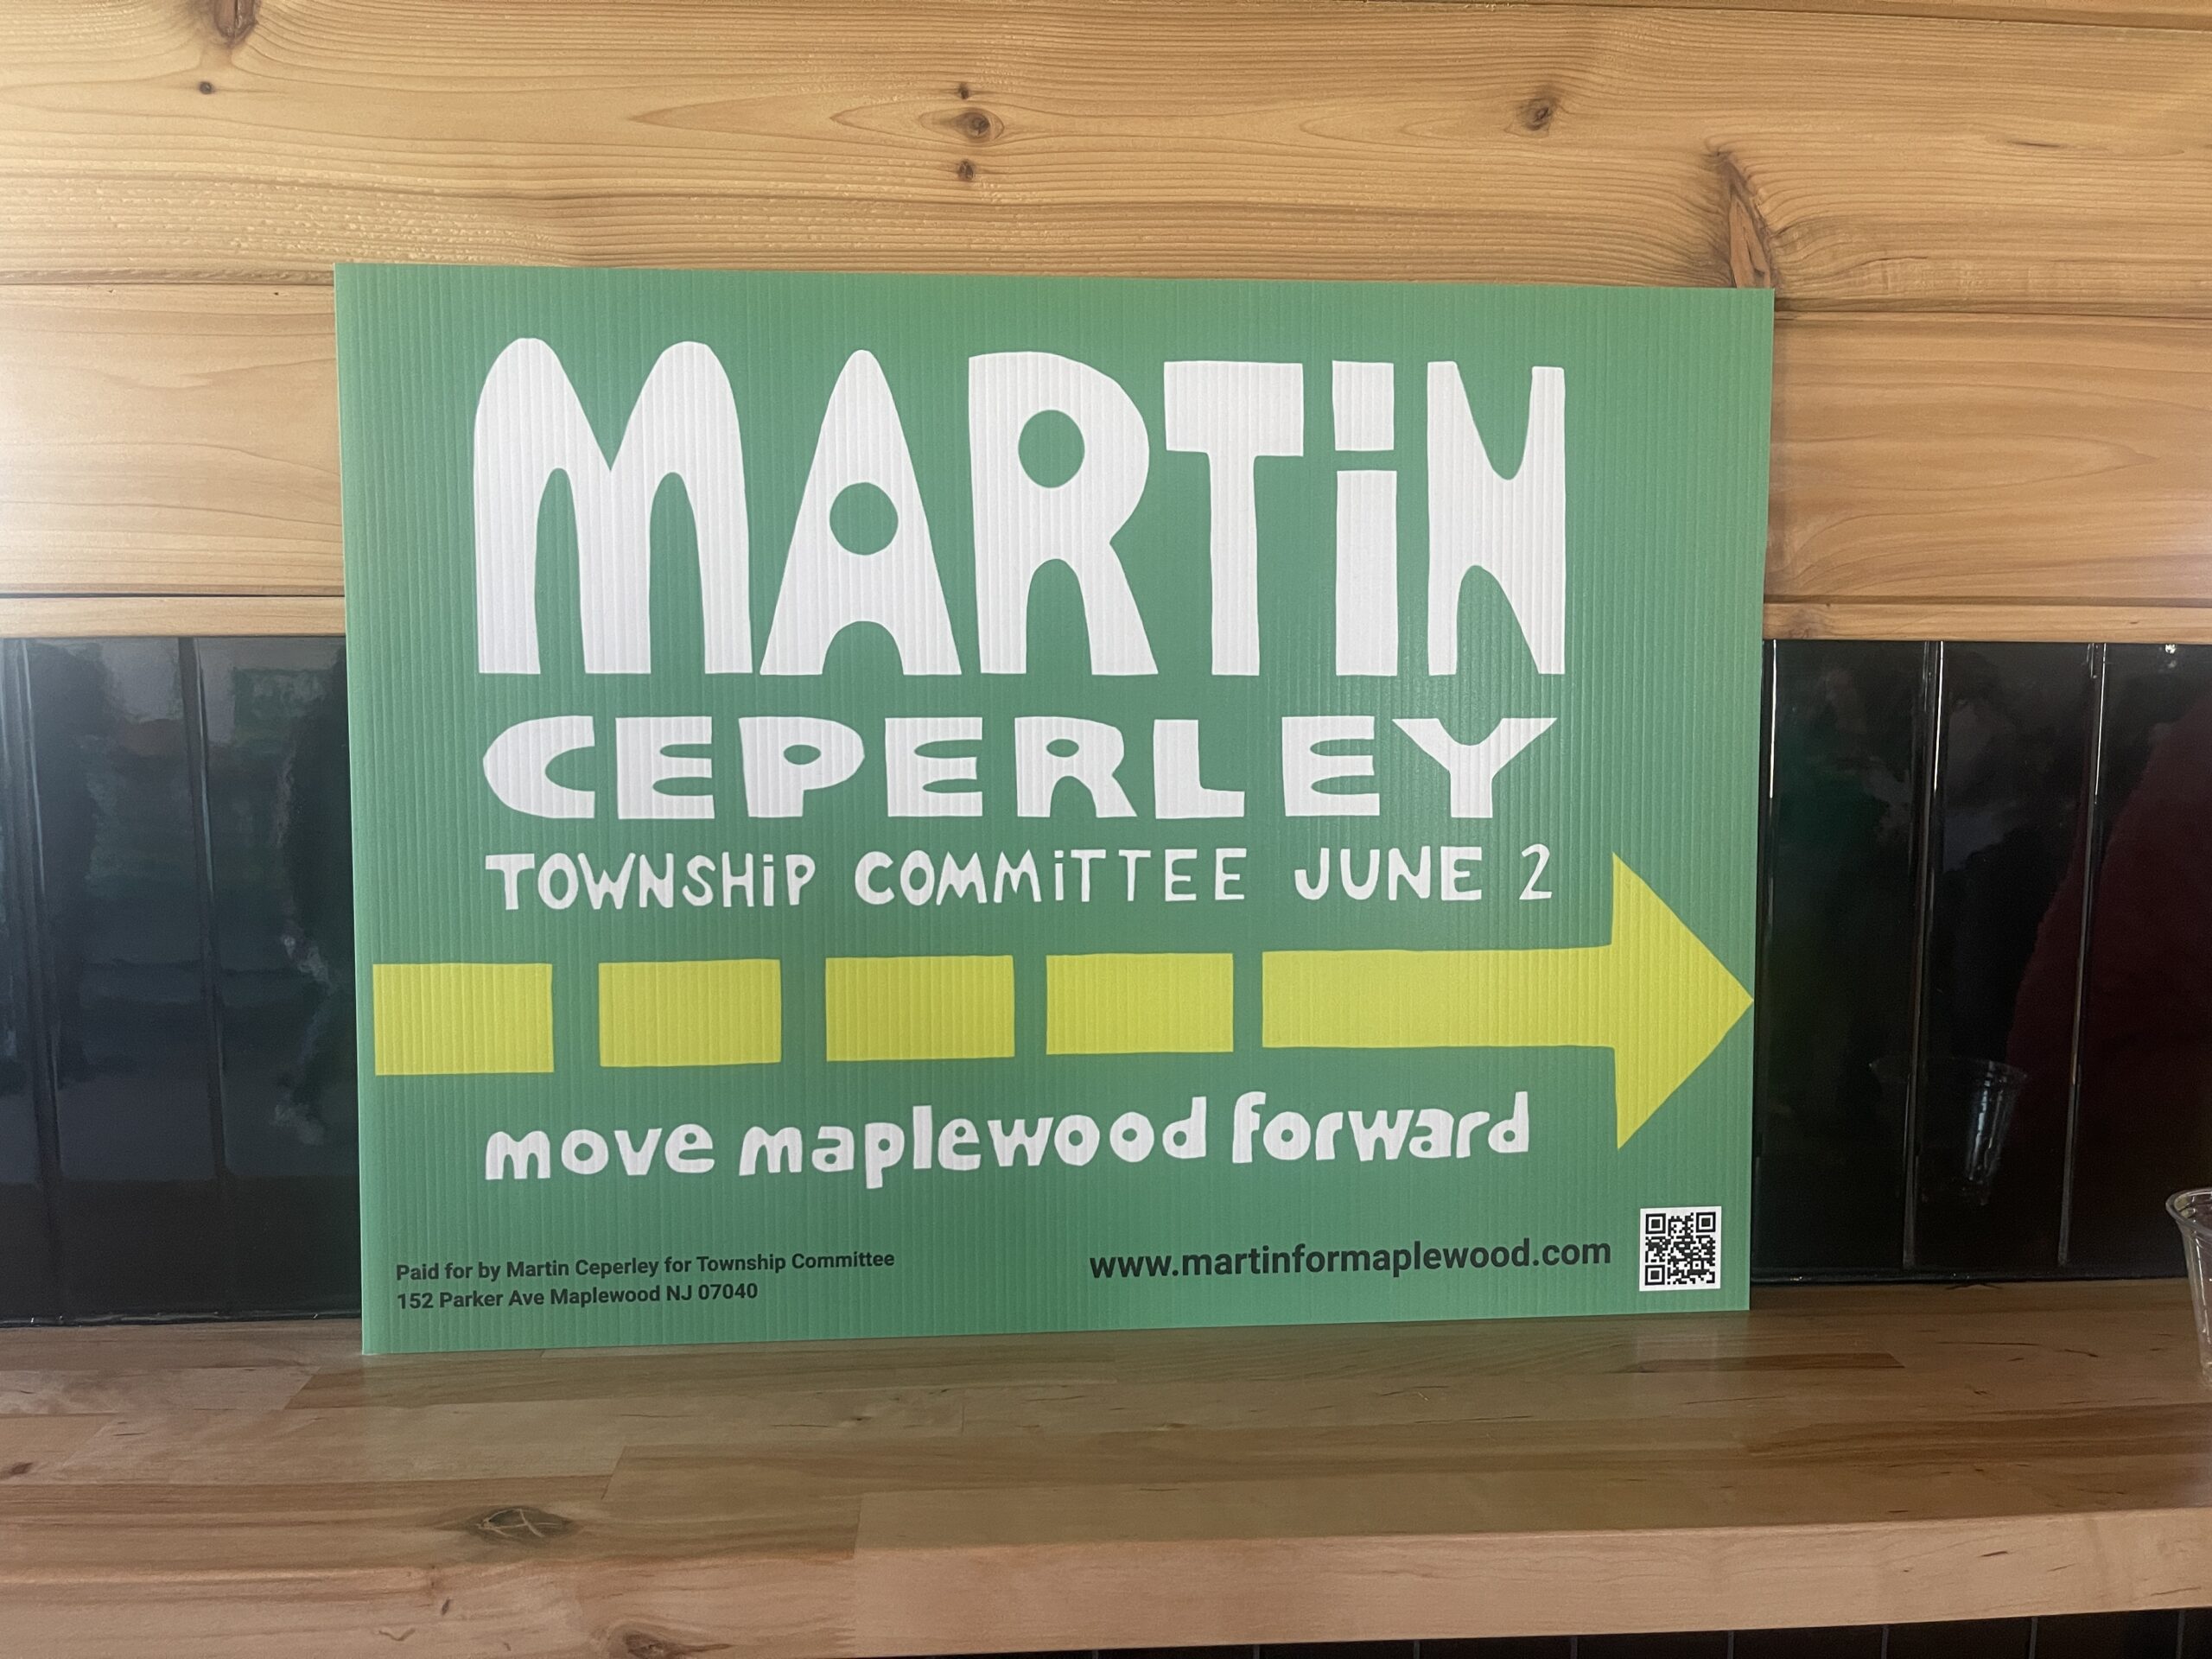 MARTiN
CEPERLEY
TOWNSHiP COMMiTTEE JUNE 2
move maplewood forward
Paid for by Martin Ceperley for Township Committee
152 Parker Ave Maplewood NJ 07040
www.martinformaplewood.com